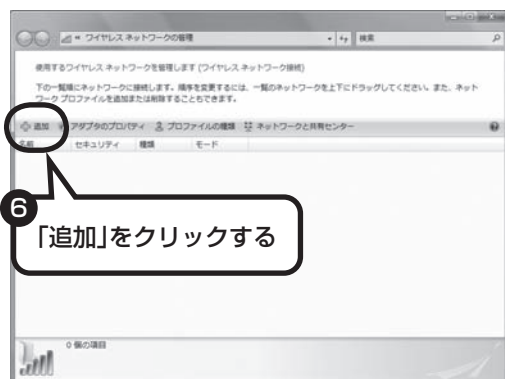 ワイヤレス ネットワークの管理
検索
使用するワイヤレス ネットワークを管理します (ワイヤレス ネットワーク接続)
下の一覧順にネットワークに接続します。順序を変更するには、一覧のネットワークを上下にドラッグしてください。また、ネット
ワーク プロファイルを追加または削除することもできます。
追加 アダプタのプロパティ プロファイルの種類 ネットワークと共有センター
名前 セキュリティ 種類 モード
6
「追加」をクリックする
0 個の項目